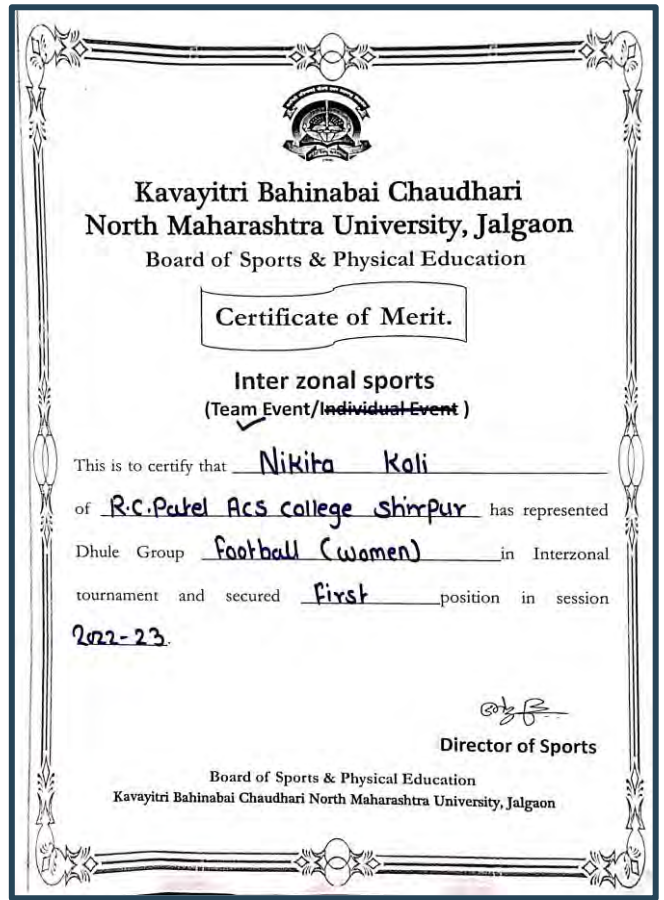 Kavayitri Bahinabai Chaudhari
North Maharashtra University, Jalgaon
Board of Sports & Physical Education
Certificate of Merit.
Inter zonal sports
(Team Event/Individual Event )
This is to certify that Nikita Koli
of R.C.Patel Acs college shirpur has represented
Dhule Group Football (women) in Interzonal
tournament and secured First position in session
2022-23.
Director of Sports
Board of Sports & Physical Education
Kavayitri Bahinabai Chaudhari North Maharashtra University, Jalgaon